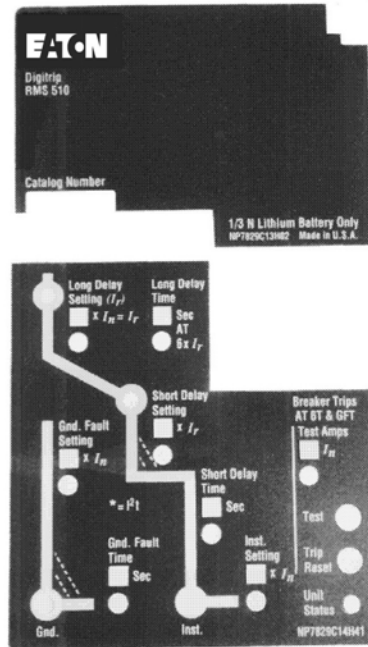 EATON
Digitrip
RMS 510
Catalog Number
1/3 N Lithium Battery Only
NP7829C13H02 Made in U.S.A.
Long Delay
Setting (Ir)
x In = Ir
Long Delay
Time
Sec
AT
6x Ir
Short Delay
Setting
x Ir
Gnd. Fault
Setting
x In
* = I²t
Short Delay
Time
Sec
Gnd. Fault
Time
Sec
Inst.
Setting
x In
Breaker Trips
AT 6T & GFT
Test Amps
In
Test
Trip
Reset
Unit
Status
Gnd.
Inst.
NP7829C14H41